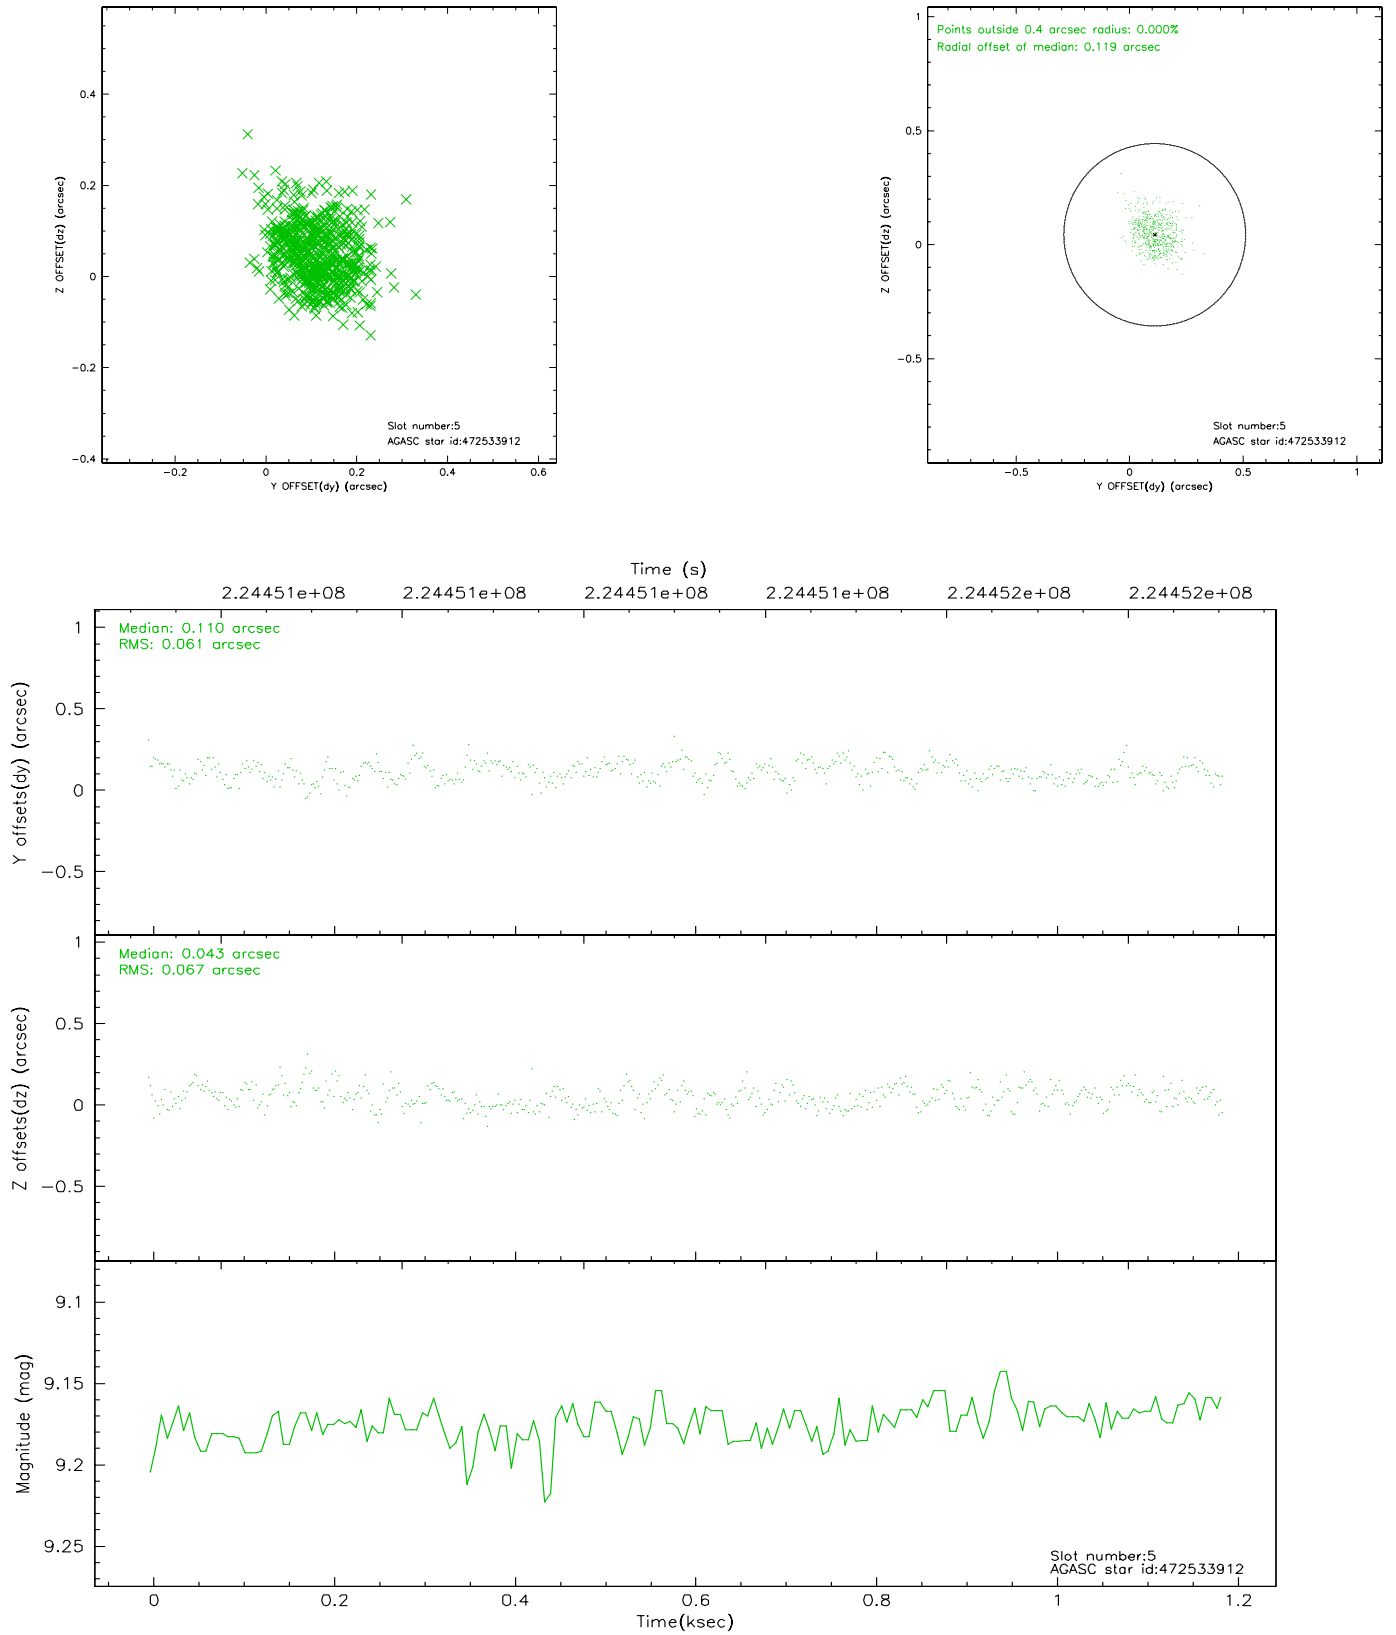 0.4
0.2
0
−0.2
−0.4
Z OFFSET(dz) (arcsec)
Slot number:5
AGASC star id:472533912
−0.2
0
0.2
0.4
0.6
Y OFFSET(dy) (arcsec)
Points outside 0.4 arcsec radius: 0.000%
Radial offset of median: 0.119 arcsec
1
0.5
0
−0.5
Z OFFSET(dz) (arcsec)
Slot number:5
AGASC star id:472533912
−0.5
0
0.5
1
Y OFFSET(dy) (arcsec)
Time (s)
2.24451e+08
2.24451e+08
2.24451e+08
2.24451e+08
2.24452e+08
2.24452e+08
Median: 0.110 arcsec
RMS: 0.061 arcsec
1
0.5
0
−0.5
Y offsets(dy) (arcsec)
Median: 0.043 arcsec
RMS: 0.067 arcsec
1
0.5
0
−0.5
Z offsets(dz) (arcsec)
9.1
9.15
9.2
9.25
Magnitude (mag)
Slot number:5
AGASC star id:472533912
0
0.2
0.4
0.6
0.8
1
1.2
Time(ksec)